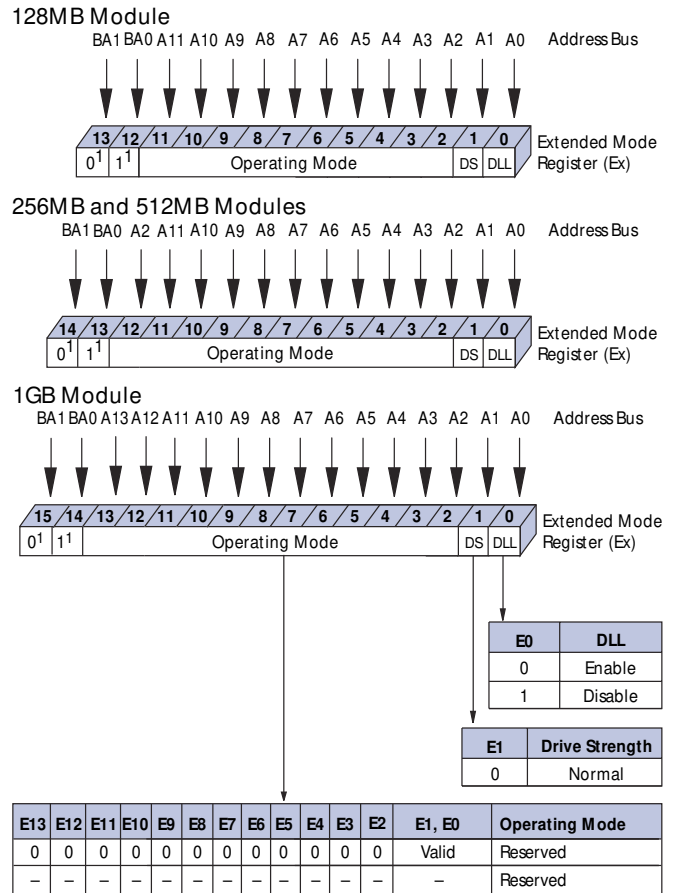 128MB Module
BA1 BA0 A11 A10 A9 A8 A7 A6 A5 A4 A3 A2 A1 A0 Address Bus
13 12 11 10 9 8 7 6 5 4 3 2 1 0
Extended Mode
Register (Ex)
0¹ 1¹ Operating Mode DS DLL
256MB and 512MB Modules
BA1 BA0 A2 A11 A10 A9 A8 A7 A6 A5 A4 A3 A2 A1 A0 Address Bus
14 13 12 11 10 9 8 7 6 5 4 3 2 1 0
Extended Mode
Register (Ex)
0¹ 1¹ Operating Mode DS DLL
1GB Module
BA1 BA0 A13 A12 A11 A10 A9 A8 A7 A6 A5 A4 A3 A2 A1 A0 Address Bus
15 14 13 12 11 10 9 8 7 6 5 4 3 2 1 0
Extended Mode
Register (Ex)
0¹ 1¹ Operating Mode DS DLL
E0 DLL
0 Enable
1 Disable
E1 Drive Strength
0 Normal
E13 E12 E11 E10 E9 E8 E7 E6 E5 E4 E3 E2 E1, E0 Operating Mode
0 0 0 0 0 0 0 0 0 0 0 0 Valid Reserved
– – – – – – – – – – – – – Reserved